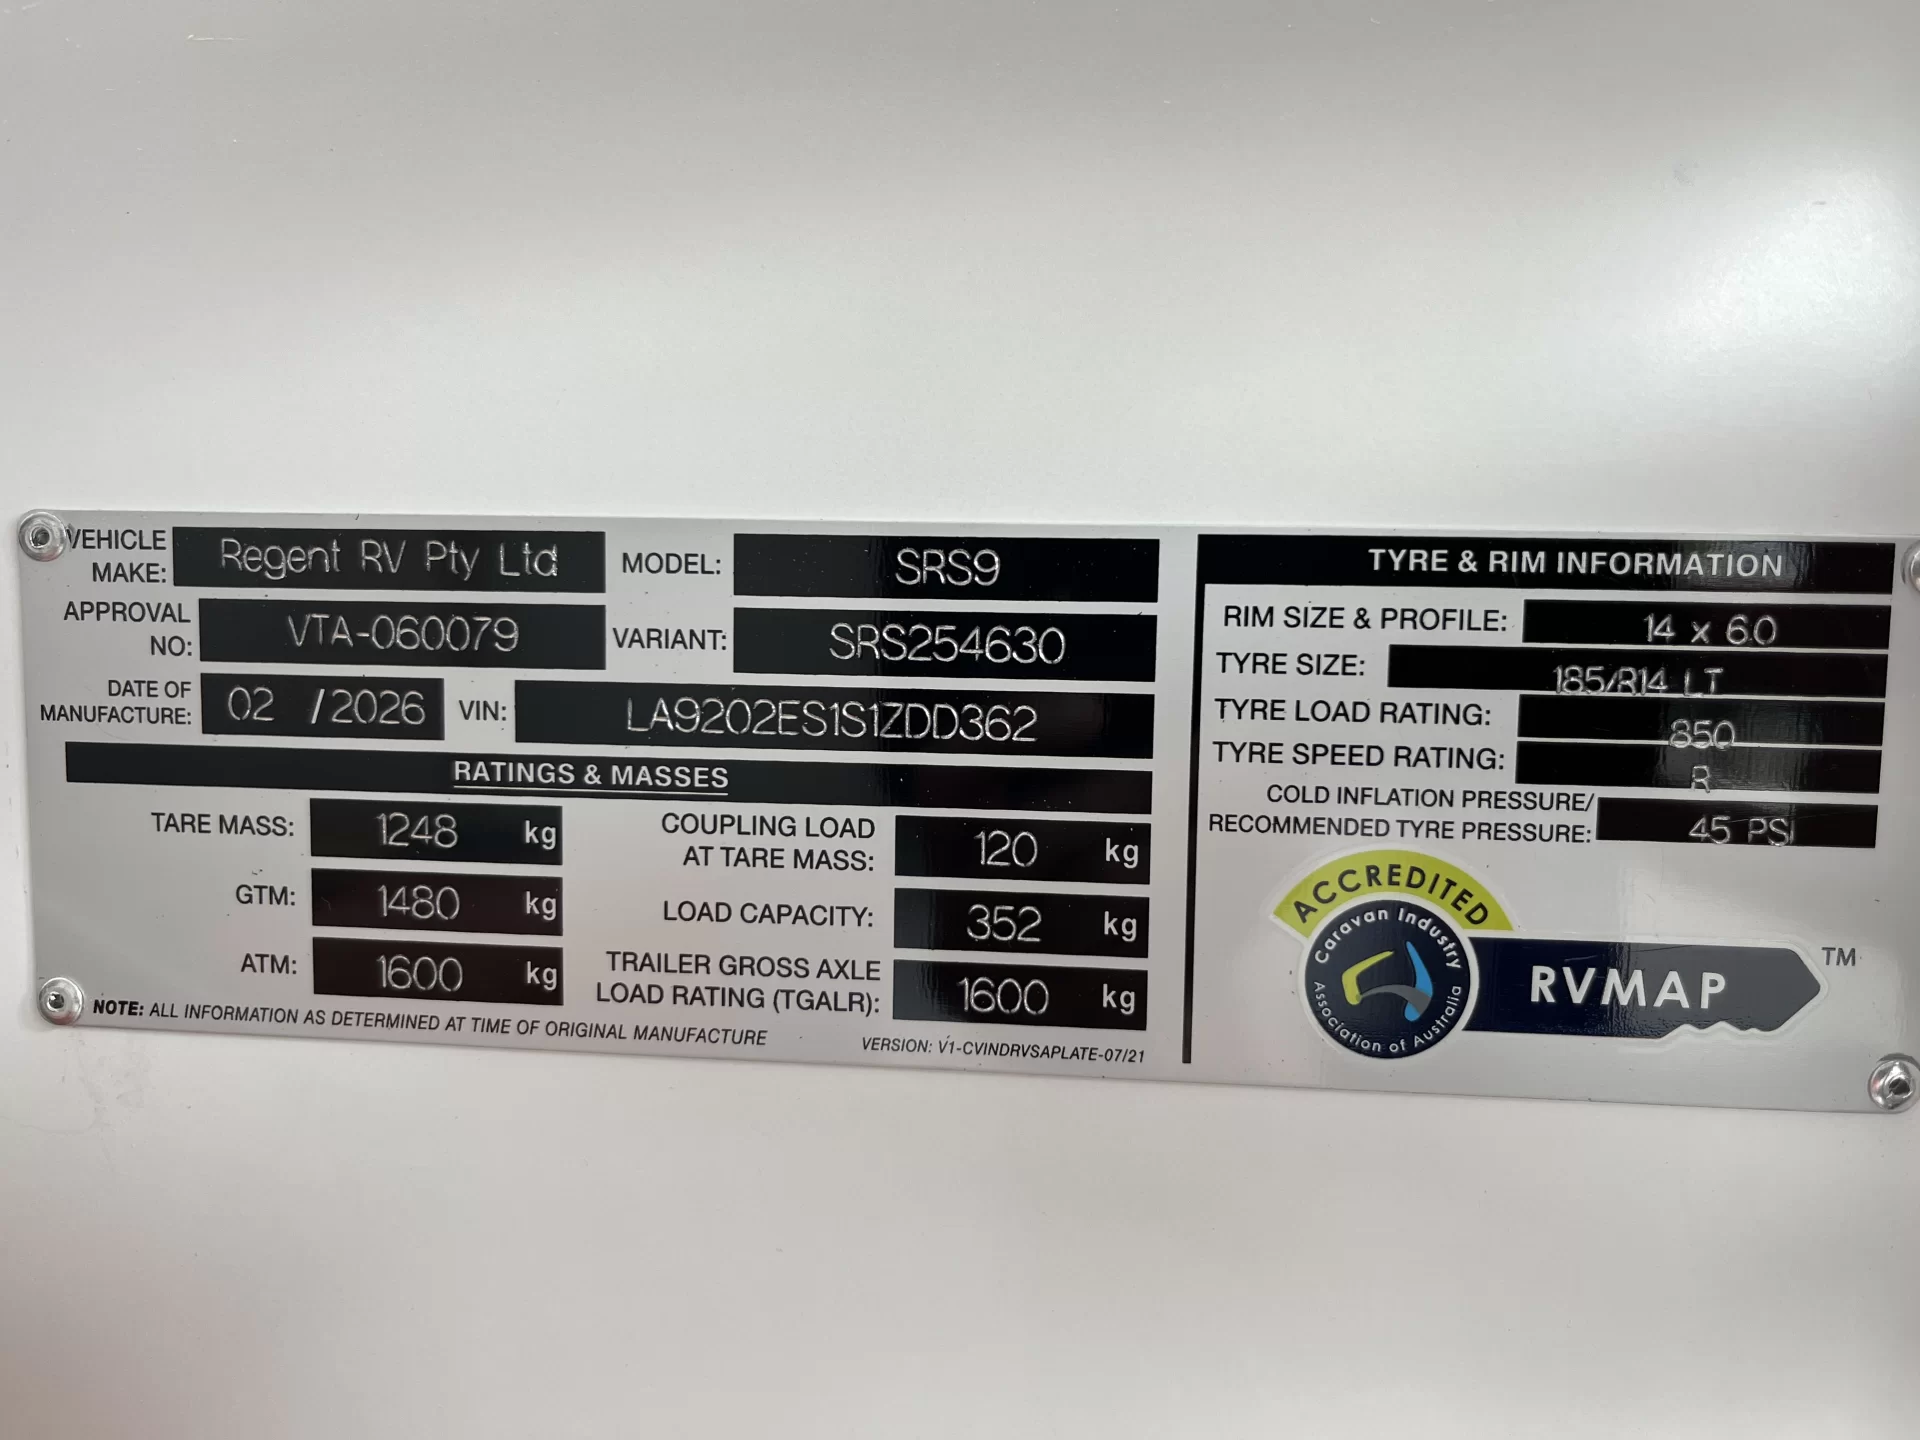 VEHICLE MAKE: Regent RV Pty Ltd MODEL: SRS9
APPROVAL NO: VTA-060079 VARIANT: SRS254630
DATE OF MANUFACTURE: 02 /2026 VIN: LA9202ES1S1ZDD362
RATINGS & MASSES
TARE MASS: 1248 kg
COUPLING LOAD AT TARE MASS: 120 kg
GTM: 1480 kg
LOAD CAPACITY: 352 kg
ATM: 1600 kg
TRAILER GROSS AXLE LOAD RATING (TGALR): 1600 kg
NOTE: ALL INFORMATION AS DETERMINED AT TIME OF ORIGINAL MANUFACTURE
VERSION: V1-CVINDRVSAPLATE-07/21
TYRE & RIM INFORMATION
RIM SIZE & PROFILE: 14 x 6.0
TYRE SIZE: 185/R14 LT
TYRE LOAD RATING: 850
TYRE SPEED RATING: R
COLD INFLATION PRESSURE/
RECOMMENDED TYRE PRESSURE: 45 PSI
ACCREDITED
Caravan Industry
Association of Australia
RVMAP TM